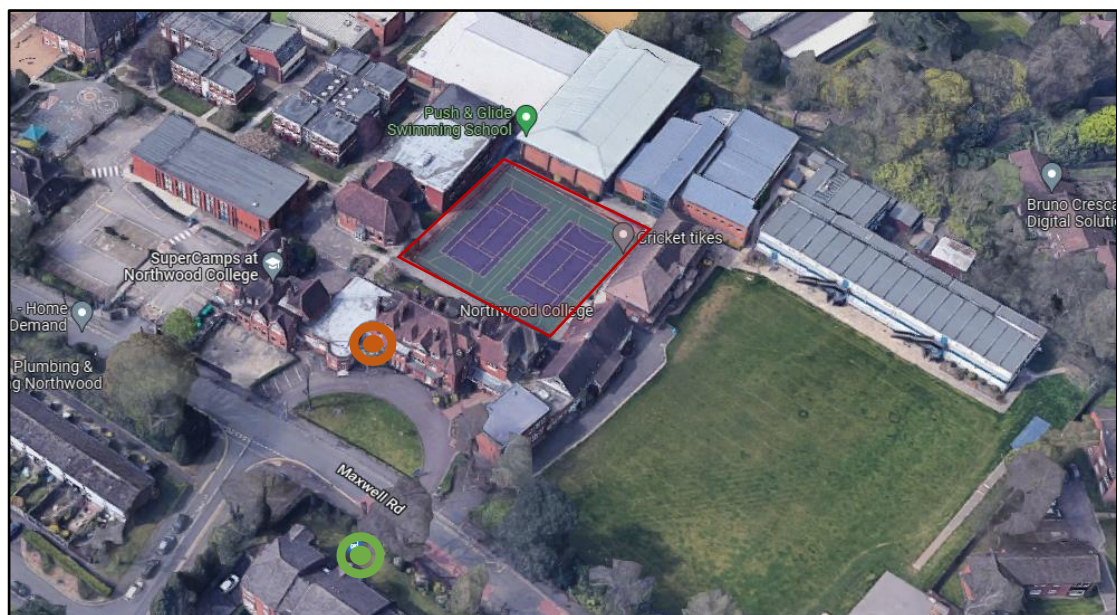 Push & Glide
Swimming School
Bruno Cresca
Digital Solutio
Cricket tikes
SuperCamps at
Northwood College
- Home
Demand
Northwood College
Plumbing &
g Northwood
Maxwell Rd